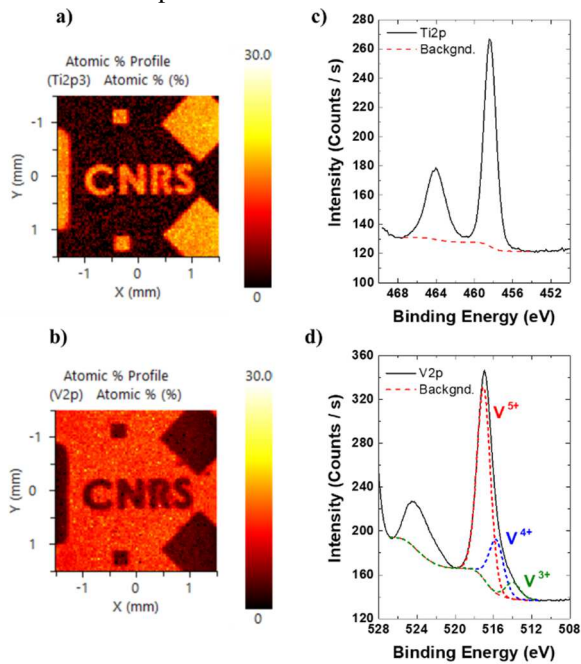 a)
Atomic % Profile
(Ti2p3) Atomic % (%)
30.0
-1
0
1
Y (mm)
CNRS
-1 0 1
X (mm)
0
c)
Ti2p
Backgnd.
280
260
240
220
200
180
160
140
120
100
Intensity (Counts / s)
468 464 460 456 452
Binding Energy (eV)
b)
Atomic % Profile
(V2p) Atomic % (%)
30.0
-1
0
1
Y (mm)
CNRS
-1 0 1
X (mm)
0
d)
V2p
Backgnd.
V 5+
V 4+
V 3+
360
320
280
240
200
160
120
Intensity (Counts / s)
528 524 520 516 512 508
Binding Energy (eV)